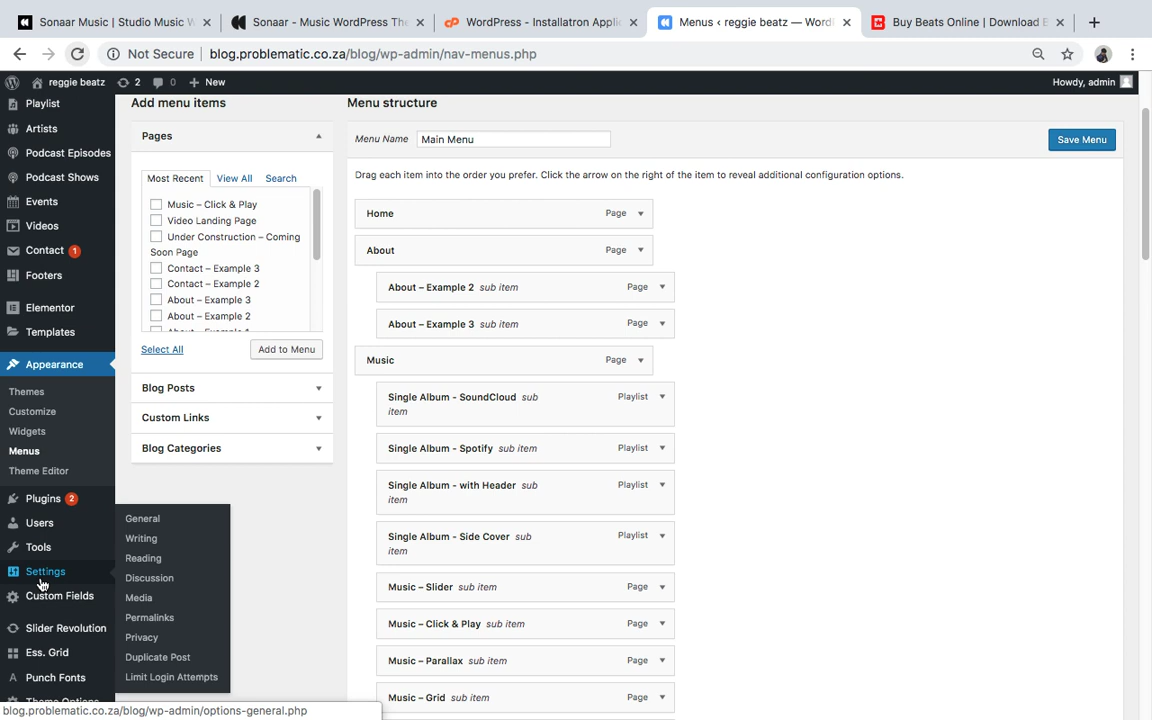 Sonaar Music | Studio Music W
Sonaar - Music WordPress The
WordPress - Installatron Applic
Menus ‹ reggie beatz — Word
Buy Beats Online | Download B
Not Secure
blog.problematic.co.za/blog/wp-admin/nav-menus.php
reggie beatz
2
0
New
Howdy, admin
Playlist
Artists
Podcast Episodes
Podcast Shows
Events
Videos
Contact 1
Footers
Elementor
Templates
Appearance
Themes
Customize
Widgets
Menus
Theme Editor
Plugins 2
Users
Tools
Settings
Custom Fields
Slider Revolution
Ess. Grid
Punch Fonts
Theme Options
General
Writing
Reading
Discussion
Media
Permalinks
Privacy
Duplicate Post
Limit Login Attempts
blog.problematic.co.za/blog/wp-admin/options-general.php
Add menu items
Pages
Most Recent
View All
Search
Music – Click & Play
Video Landing Page
Under Construction – Coming
Soon Page
Contact – Example 3
Contact – Example 2
About – Example 3
About – Example 2
About – Example 1
Select All
Add to Menu
Blog Posts
Custom Links
Blog Categories
Menu structure
Menu Name
Main Menu
Save Menu
Drag each item into the order you prefer. Click the arrow on the right of the item to reveal additional configuration options.
Home Page
About Page
About – Example 2 sub item Page
About – Example 3 sub item Page
Music Page
Single Album - SoundCloud sub Playlist
item
Single Album - Spotify sub item Playlist
Single Album - with Header sub Playlist
item
Single Album - Side Cover sub Playlist
item
Music – Slider sub item Page
Music – Click & Play sub item Page
Music – Parallax sub item Page
Music – Grid sub item Page